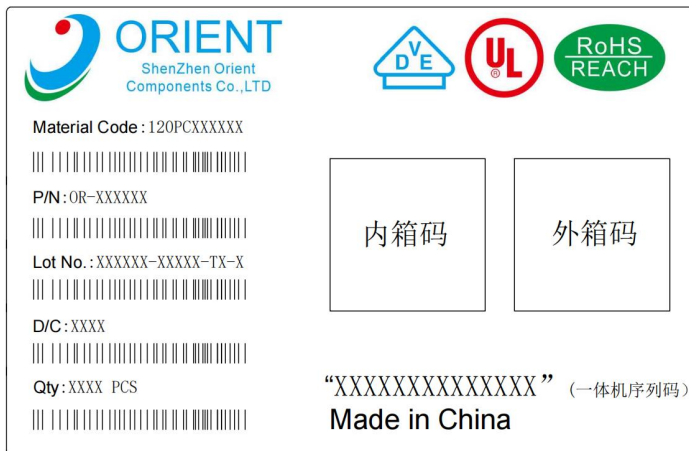 ORIENT
ShenZhen Orient
Components Co.,LTD
VDE
UL
®
RoHS
REACH
Material Code:120PCXXXXXX
P/N:OR-XXXXXX
Lot No.:XXXXXX-XXXXX-TX-X
D/C:XXXX
Qty:XXXX PCS
内箱码
外箱码
“XXXXXXXXXXXXXX”(一体机序列码)
Made in China